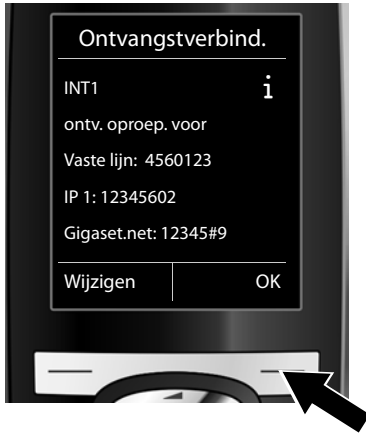 Ontvangstverbind.
INT1 i
ontv. oproep. voor
Vaste lijn: 4560123
IP 1: 12345602
Gigaset.net: 12345#9
Wijzigen OK